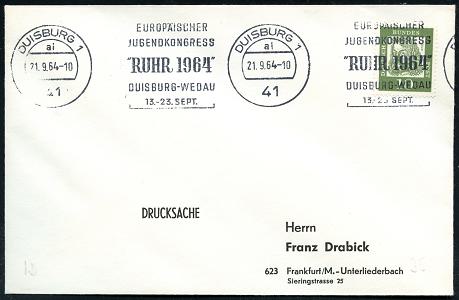 DUISBURG 1
ai
21.9.64-10
41
EUROPÄISCHER
JUGENDKONGRESS
"RUHR 1964"
DUISBURG-WEDAU
13.-23. SEPT.
DUISBURG 1
ai
21.9.64-10
41
EUROPÄISCHER
JUGENDKONGRESS
"RUHR 1964"
DUISBURG-WEDAU
13.-23. SEPT.
DRUCKSACHE
Herrn
Franz Drabick
623 Frankfurt/M.-Unterliederbach
Sieringstrasse 25